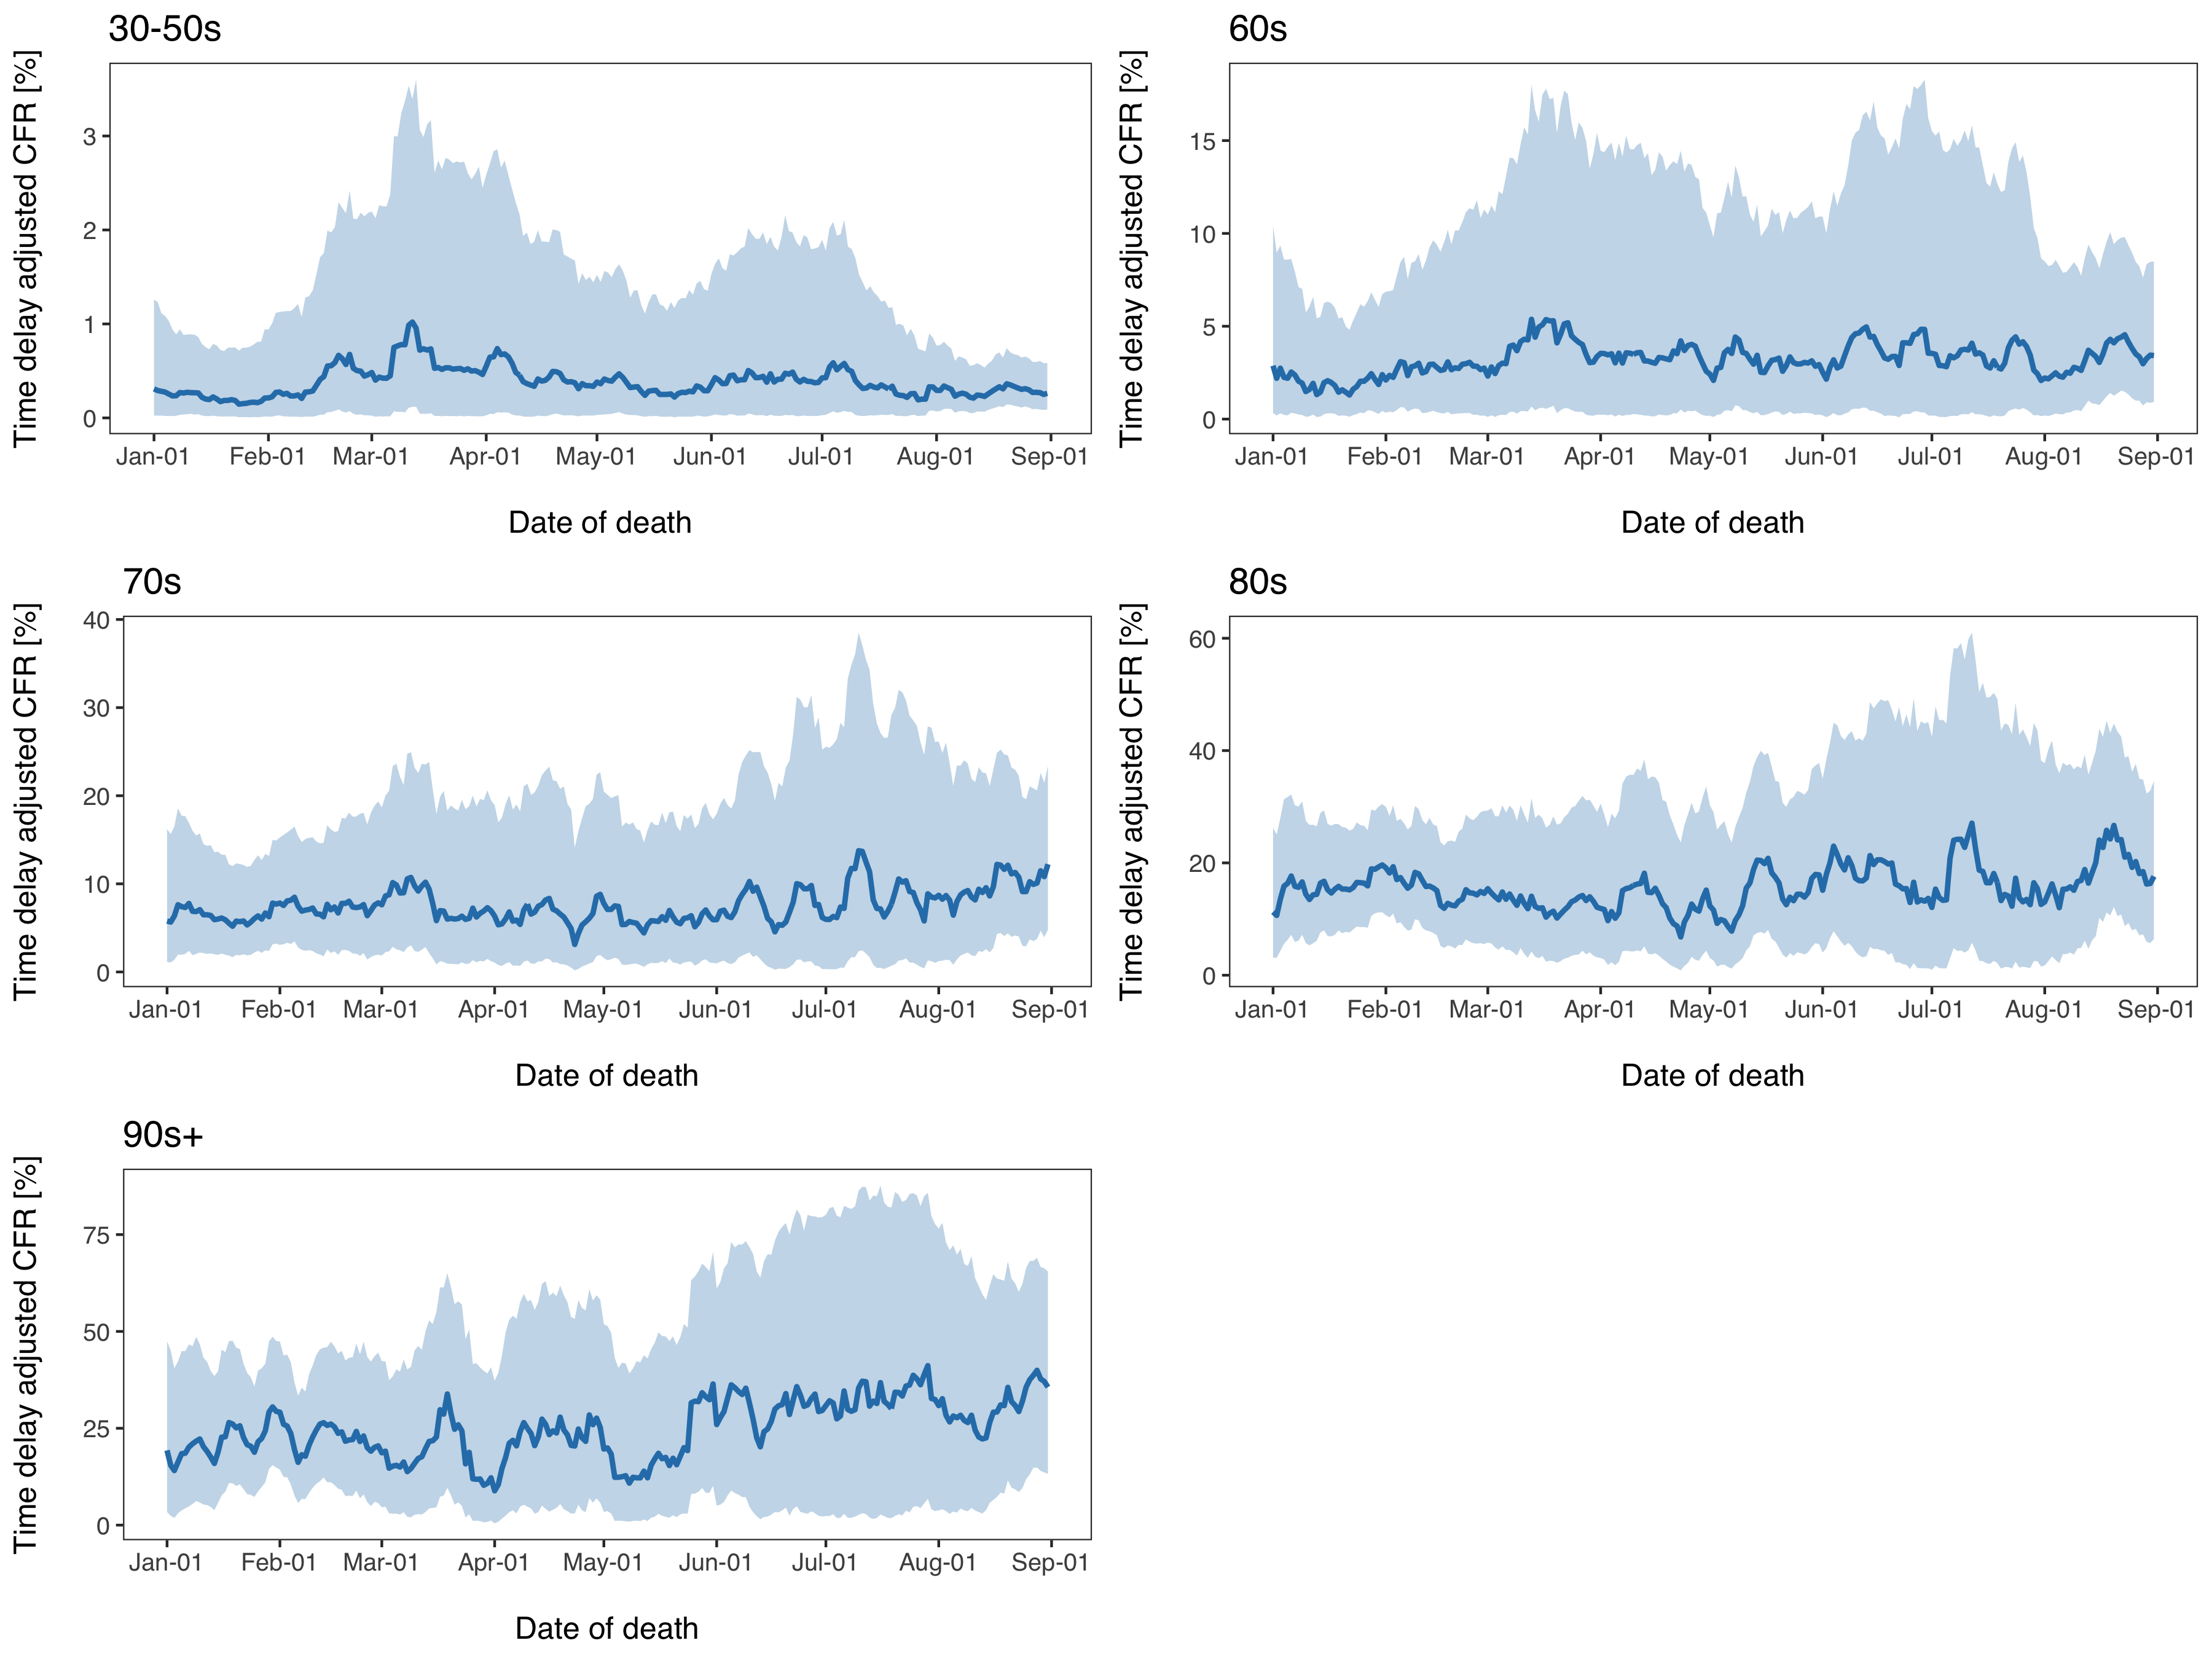 30-50s
Time delay adjusted CFR [%]
3
2
1
0
Jan-01 Feb-01 Mar-01 Apr-01 May-01 Jun-01 Jul-01 Aug-01 Sep-01
Date of death
60s
Time delay adjusted CFR [%]
15
10
5
0
Jan-01 Feb-01 Mar-01 Apr-01 May-01 Jun-01 Jul-01 Aug-01 Sep-01
Date of death
70s
Time delay adjusted CFR [%]
40
30
20
10
0
Jan-01 Feb-01 Mar-01 Apr-01 May-01 Jun-01 Jul-01 Aug-01 Sep-01
Date of death
80s
Time delay adjusted CFR [%]
60
40
20
0
Jan-01 Feb-01 Mar-01 Apr-01 May-01 Jun-01 Jul-01 Aug-01 Sep-01
Date of death
90s+
Time delay adjusted CFR [%]
75
50
25
0
Jan-01 Feb-01 Mar-01 Apr-01 May-01 Jun-01 Jul-01 Aug-01 Sep-01
Date of death